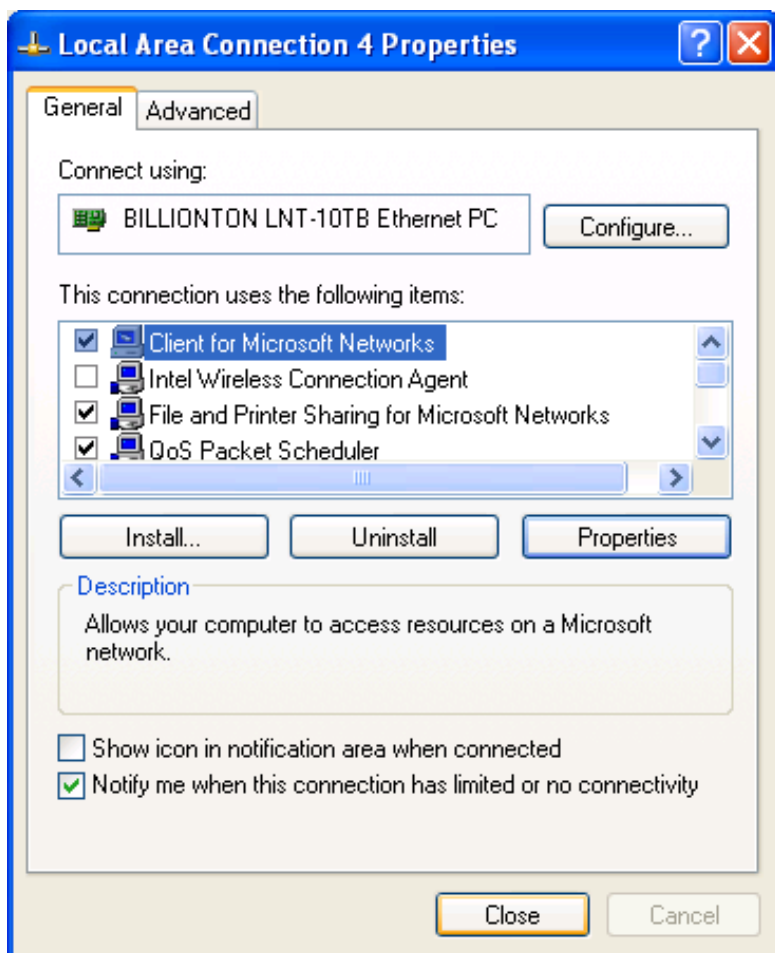 Local Area Connection 4 Properties
General Advanced
Connect using:
BILLIONTON LNT-10TB Ethernet PC
Configure...
This connection uses the following items:
Client for Microsoft Networks
Intel Wireless Connection Agent
File and Printer Sharing for Microsoft Networks
QoS Packet Scheduler
Install... Uninstall Properties
Description
Allows your computer to access resources on a Microsoft
network.
Show icon in notification area when connected
Notify me when this connection has limited or no connectivity
Close Cancel